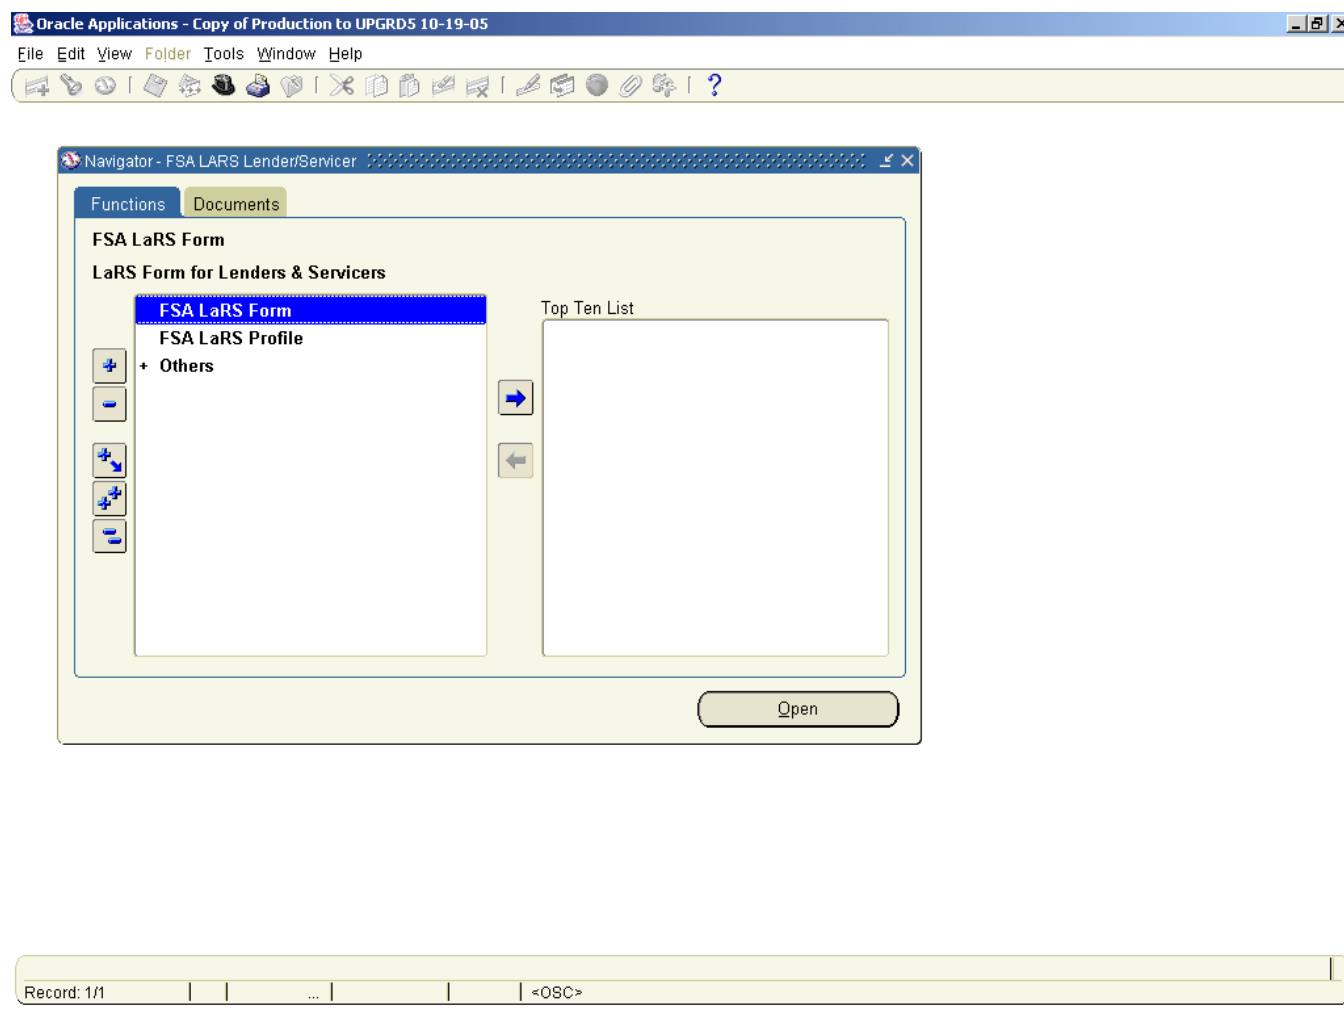 Oracle Applications - Copy of Production to UPGRD5 10-19-05
File Edit View Folder Tools Window Help
Navigator - FSA LARS Lender/Servicer
Functions Documents
FSA LaRS Form
LaRS Form for Lenders & Servicers
FSA LaRS Form
FSA LaRS Profile
+ Others
Top Ten List
Open
Record: 1/1 ... <OSC>